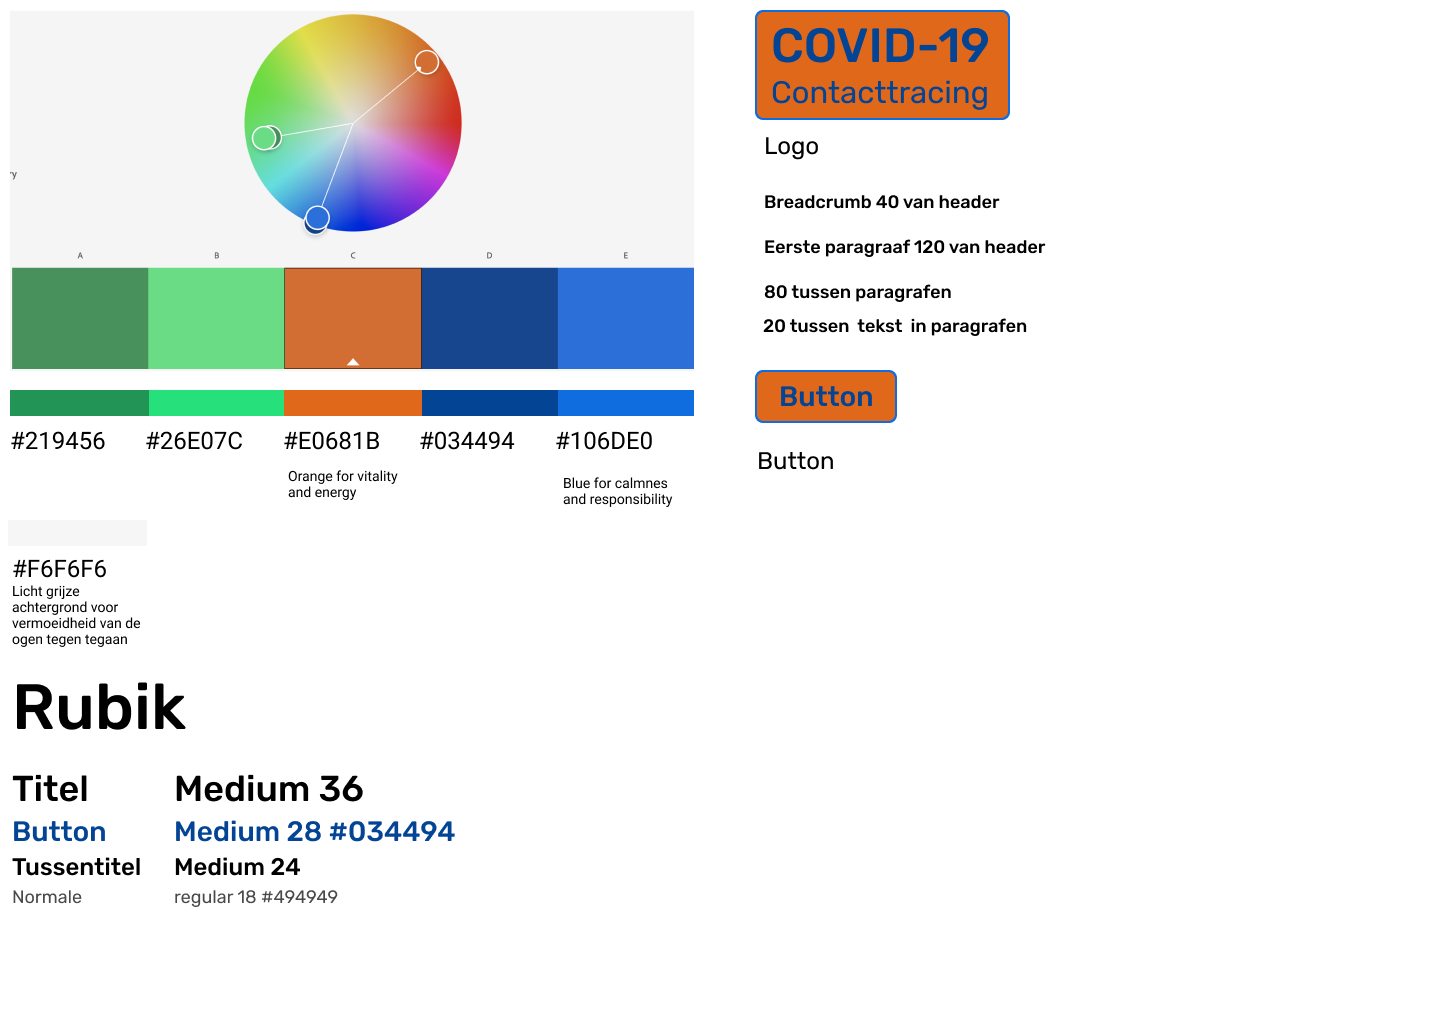 ry
A B C D E
#219456 #26E07C #E0681B #034494 #106DE0
Orange for vitality
and energy
Blue for calmnes
and responsibility
#F6F6F6
Licht grijze
achtergrond voor
vermoeidheid van de
ogen tegen tegaan
Rubik
Titel Medium 36
Button Medium 28 #034494
Tussentitel Medium 24
Normale regular 18 #494949
COVID-19
Contacttracing
Logo
Breadcrumb 40 van header
Eerste paragraaf 120 van header
80 tussen paragrafen
20 tussen tekst in paragrafen
Button
Button